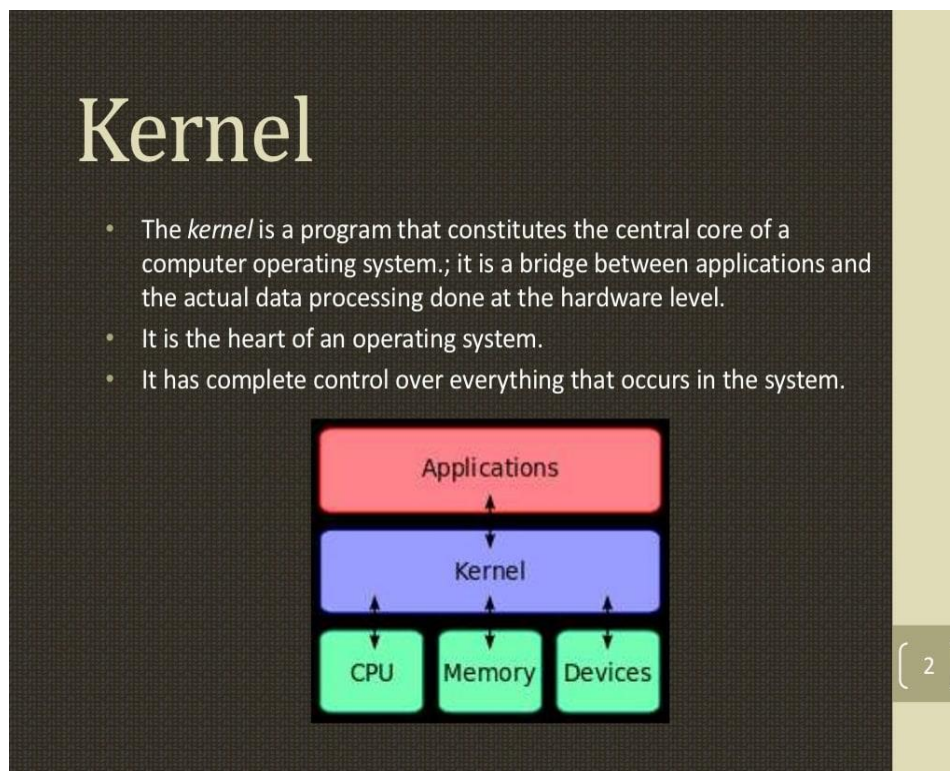 Kernel
• The kernel is a program that constitutes the central core of a
computer operating system.; it is a bridge between applications and
the actual data processing done at the hardware level.
• It is the heart of an operating system.
• It has complete control over everything that occurs in the system.
Applications
Kernel
CPU Memory Devices
2